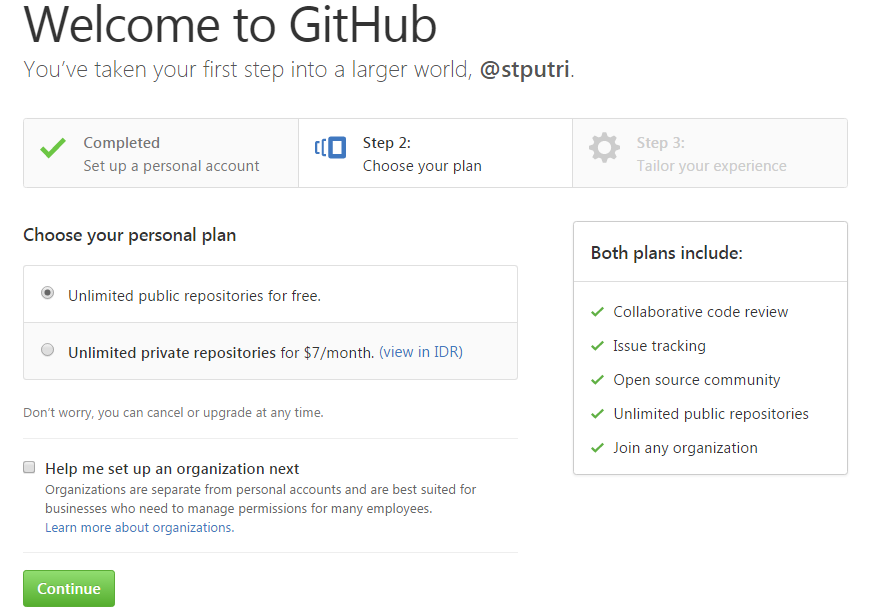 Welcome to GitHub
You've taken your first step into a larger world, @stputri.
Completed
Set up a personal account
Step 2:
Choose your plan
Step 3:
Tailor your experience
Choose your personal plan
Unlimited public repositories for free.
Unlimited private repositories for $7/month. (view in IDR)
Don't worry, you can cancel or upgrade at any time.
Help me set up an organization next
Organizations are separate from personal accounts and are best suited for
businesses who need to manage permissions for many employees.
Learn more about organizations.
Continue
Both plans include:
Collaborative code review
Issue tracking
Open source community
Unlimited public repositories
Join any organization